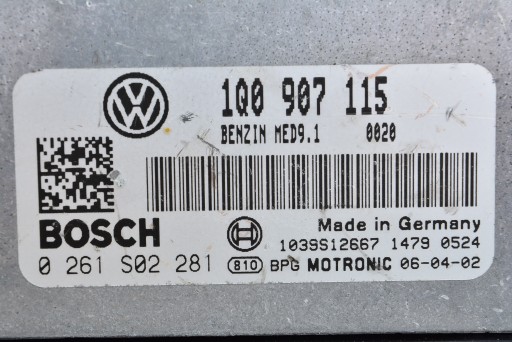 1Q0 907 115
BENZIN MED9.1 0020
BOSCH
Made in Germany
1039S12667 1479 0524
0 261 S02 281 810 BPG MOTRONIC 06-04-02